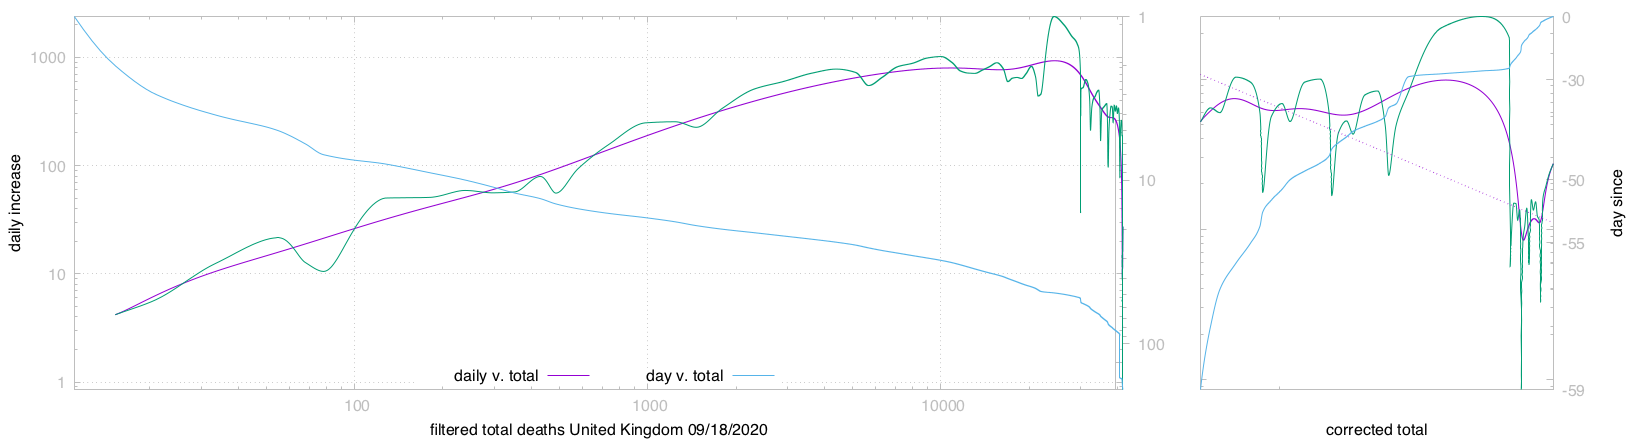 1000
100
10
1
daily increase
daily v. total
day v. total
100
1000
10000
filtered total deaths United Kingdom 09/18/2020
1
10
100
0
-30
-50
-55
-59
day since
corrected total